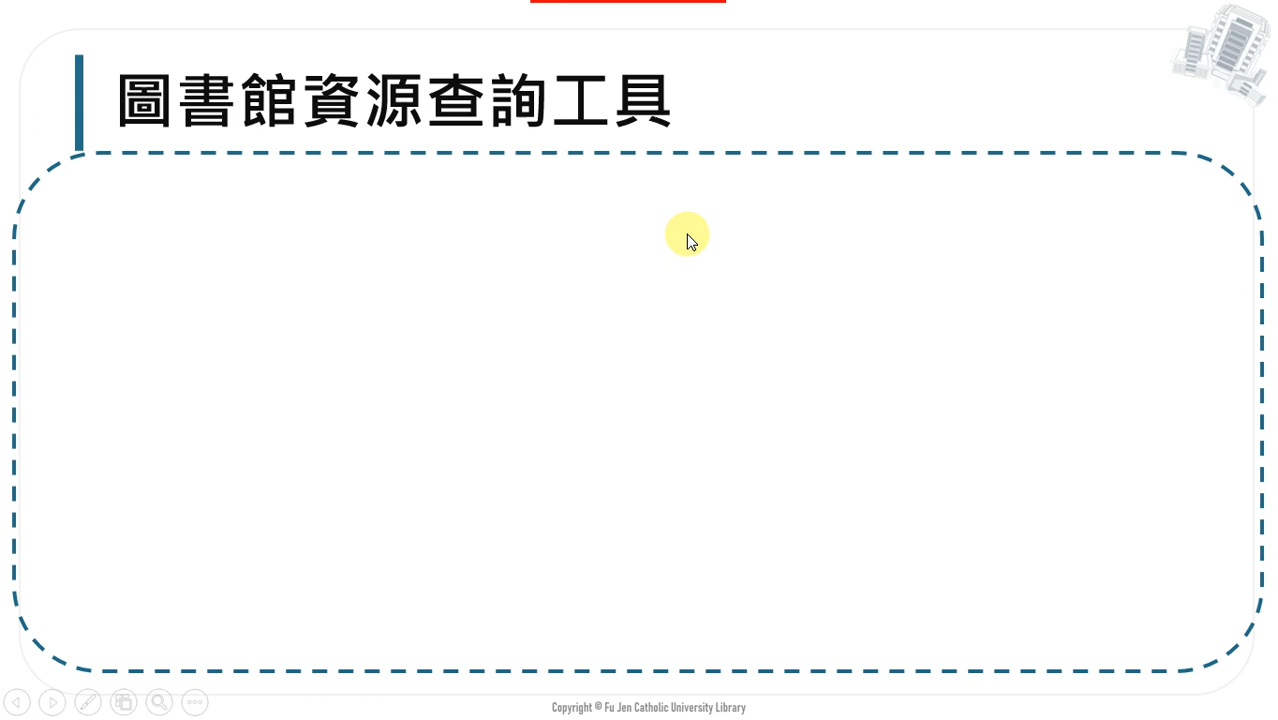 圖書館資源查詢工具
Copyright © Fu Jen Catholic University Library